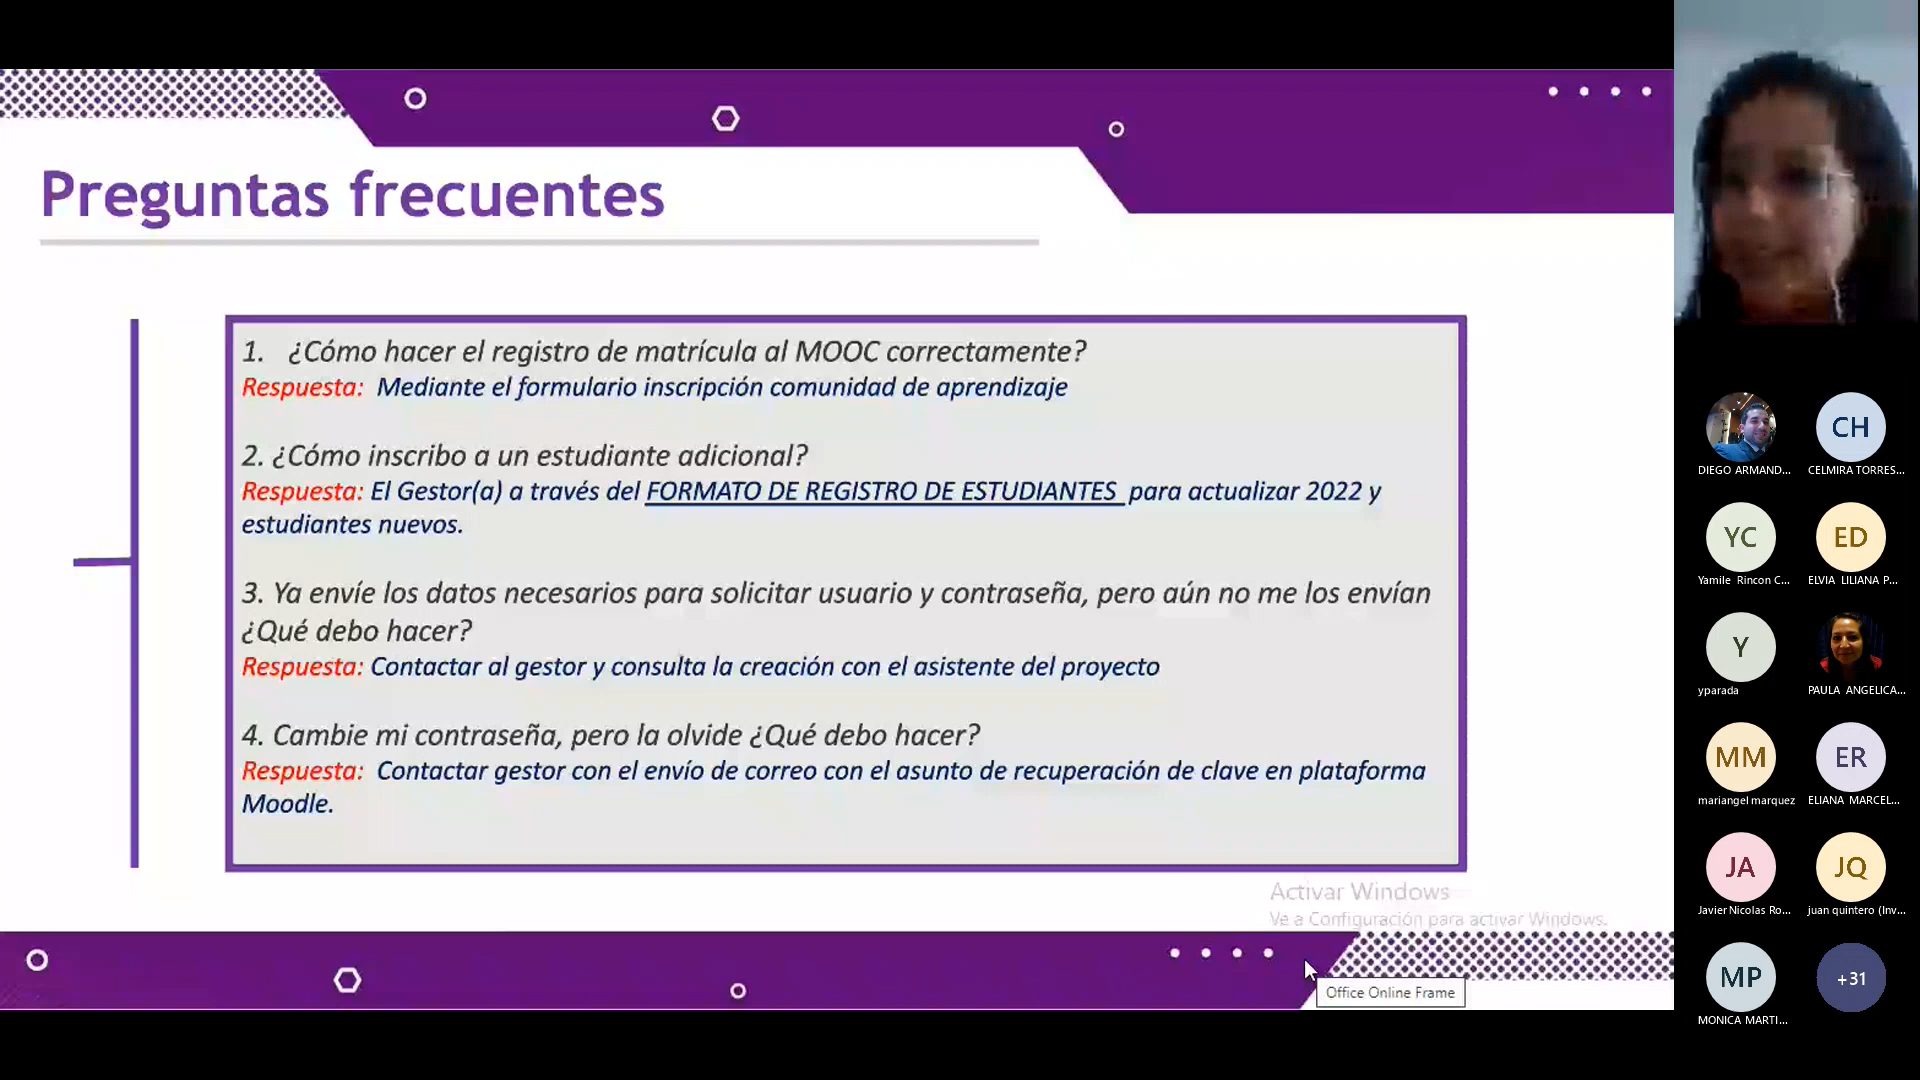 Preguntas frecuentes
1. ¿Cómo hacer el registro de matrícula al MOOC correctamente?
Respuesta: Mediante el formulario inscripción comunidad de aprendizaje
2. ¿Cómo inscribo a un estudiante adicional?
Respuesta: El Gestor(a) a través del FORMATO DE REGISTRO DE ESTUDIANTES para actualizar 2022 y
estudiantes nuevos.
3. Ya envíe los datos necesarios para solicitar usuario y contraseña, pero aún no me los envían
¿Qué debo hacer?
Respuesta: Contactar al gestor y consulta la creación con el asistente del proyecto
4. Cambie mi contraseña, pero la olvide ¿Qué debo hacer?
Respuesta: Contactar gestor con el envío de correo con el asunto de recuperación de clave en plataforma
Moodle.
Activar Windows
Ve a Configuración para activar Windows.
Office Online Frame
CH
DIEGO ARMAND... CELMIRA TORRES...
YC ED
Yamile Rincon C... ELVIA LILIANA P...
Y
yparada PAULA ANGELICA...
MM ER
mariangel marquez ELIANA MARCEL...
JA JQ
Javier Nicolas Ro... juan quintero (Inv...
MP +31
MONICA MARTI...